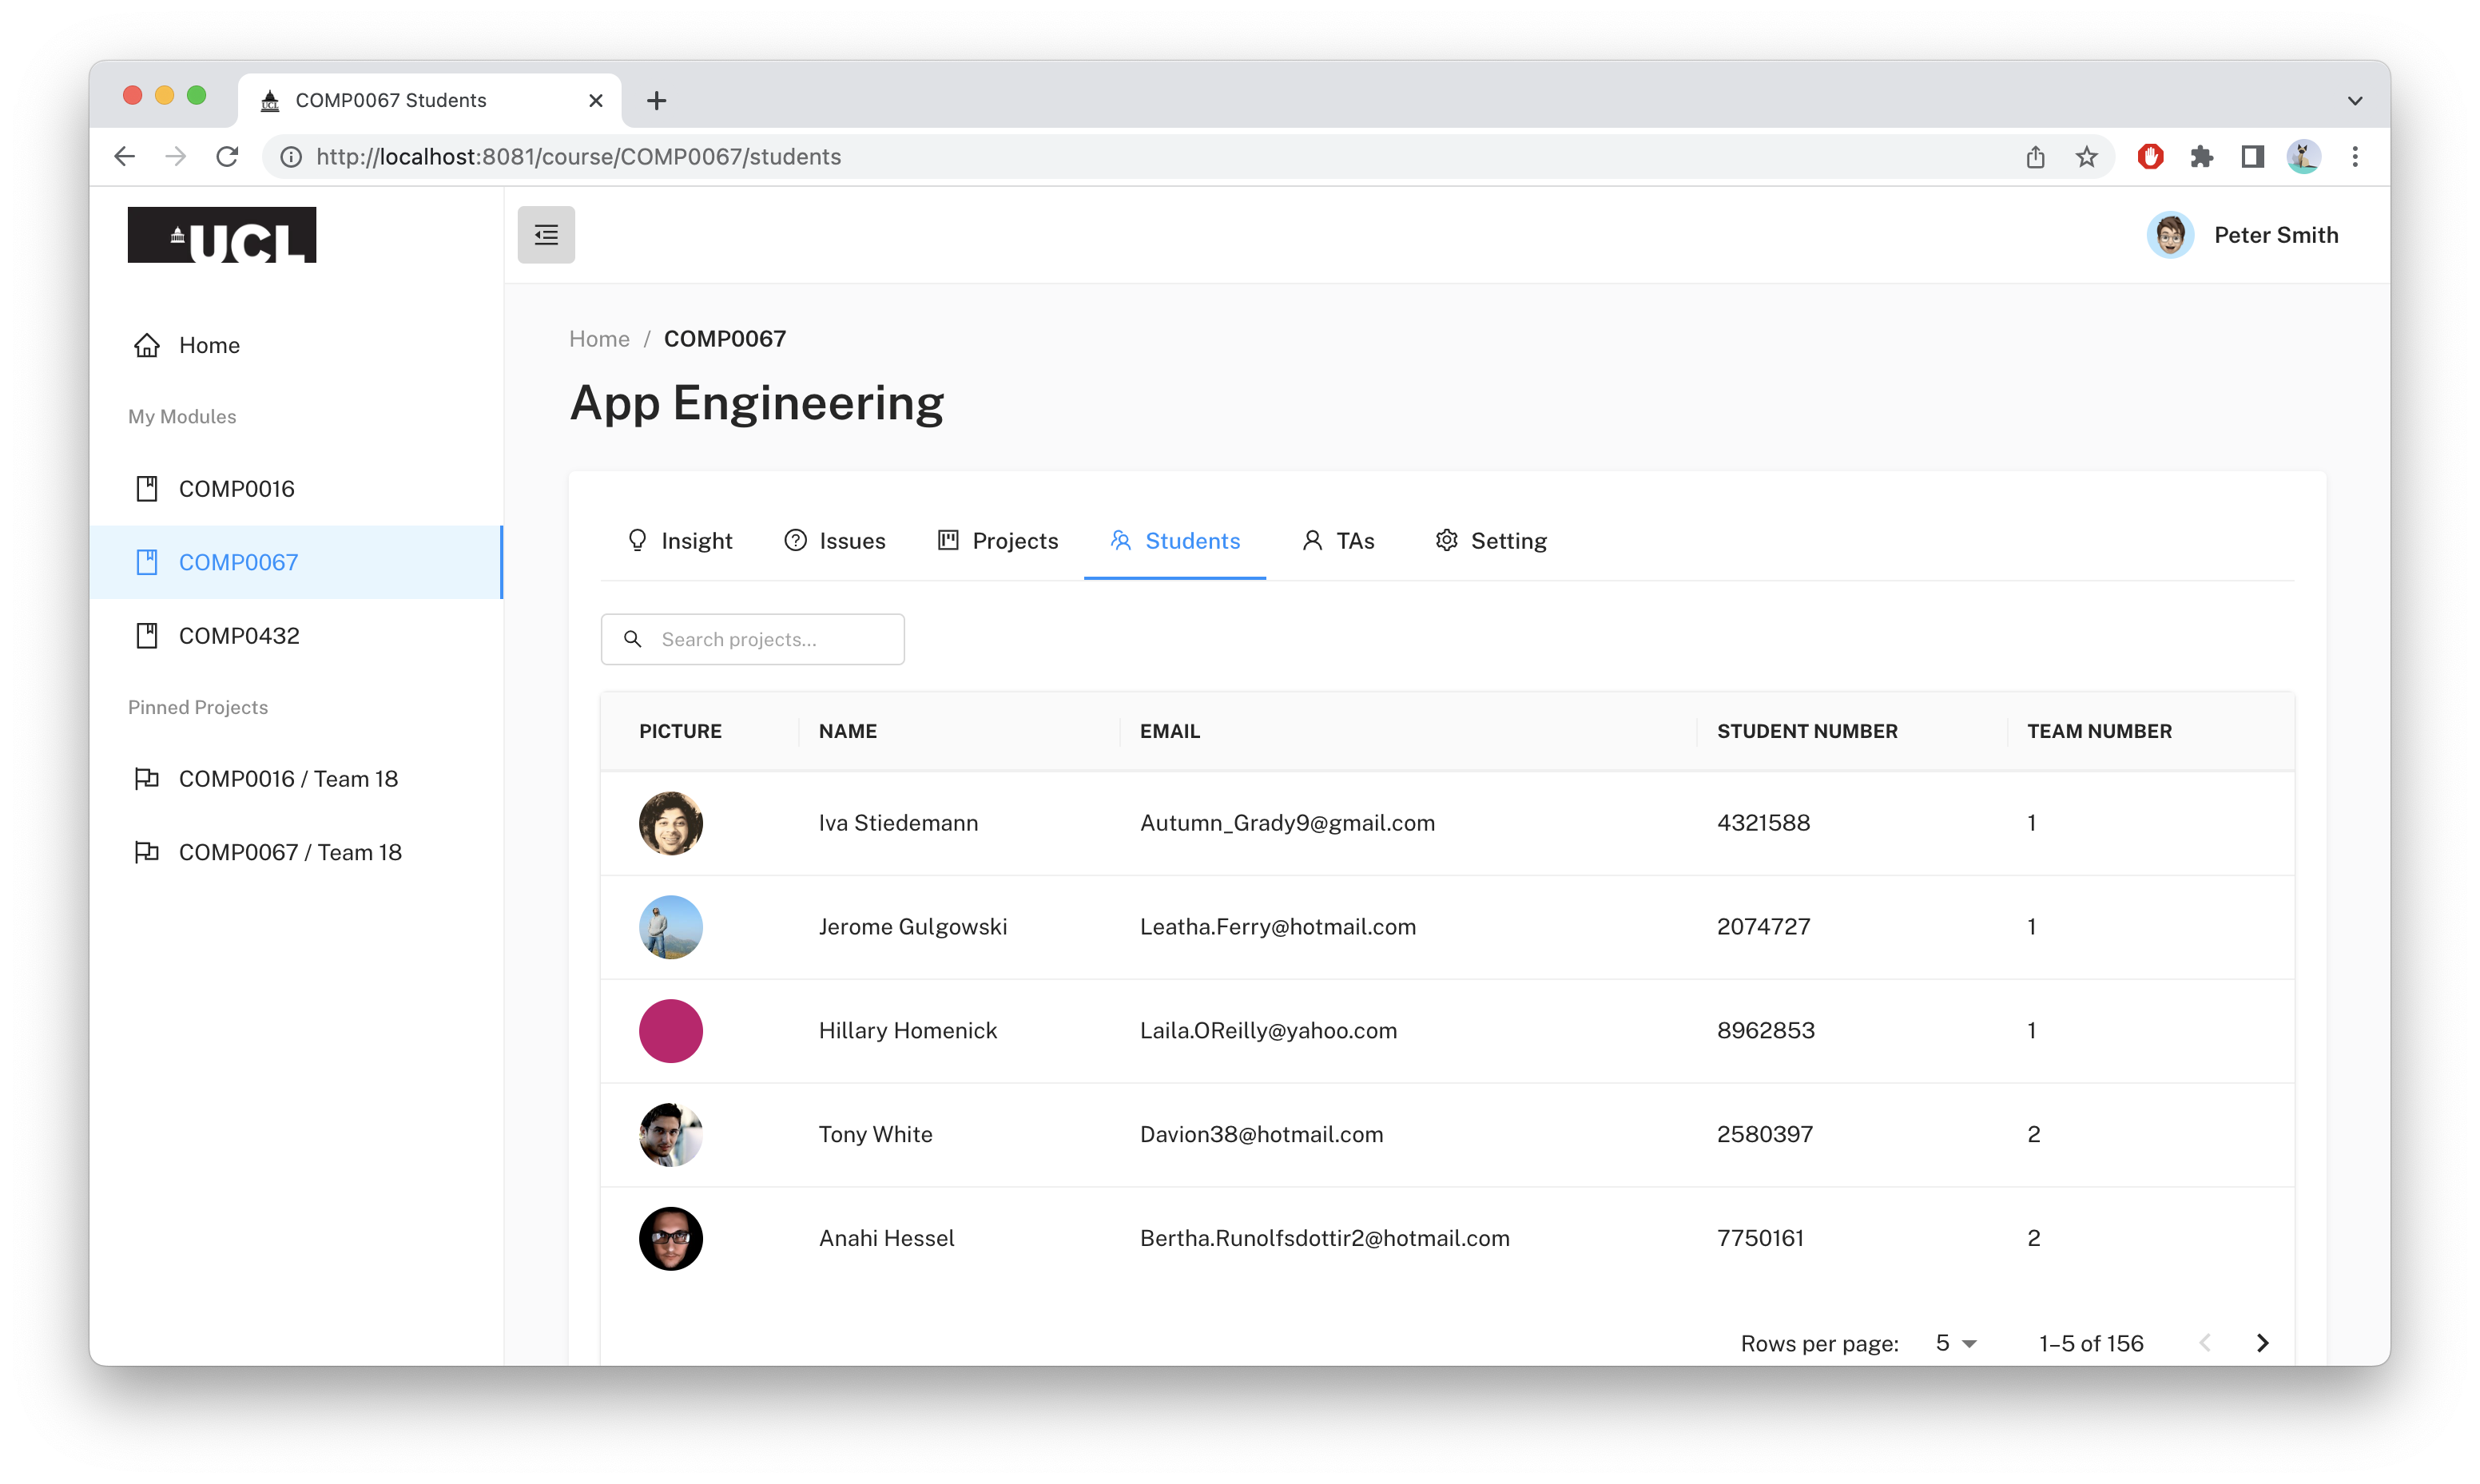 COMP0067 Students
http://localhost:8081/course/COMP0067/students
UCL
Peter Smith
Home
My Modules
COMP0016
COMP0067
COMP0432
Pinned Projects
COMP0016 / Team 18
COMP0067 / Team 18
Home / COMP0067
App Engineering
Insight Issues Projects Students TAs Setting
Search projects...
PICTURE NAME EMAIL STUDENT NUMBER TEAM NUMBER
Iva Stiedemann Autumn_Grady9@gmail.com 4321588 1
Jerome Gulgowski Leatha.Ferry@hotmail.com 2074727 1
Hillary Homenick Laila.OReilly@yahoo.com 8962853 1
Tony White Davion38@hotmail.com 2580397 2
Anahi Hessel Bertha.Runolfsdottir2@hotmail.com 7750161 2
Rows per page: 5 1–5 of 156